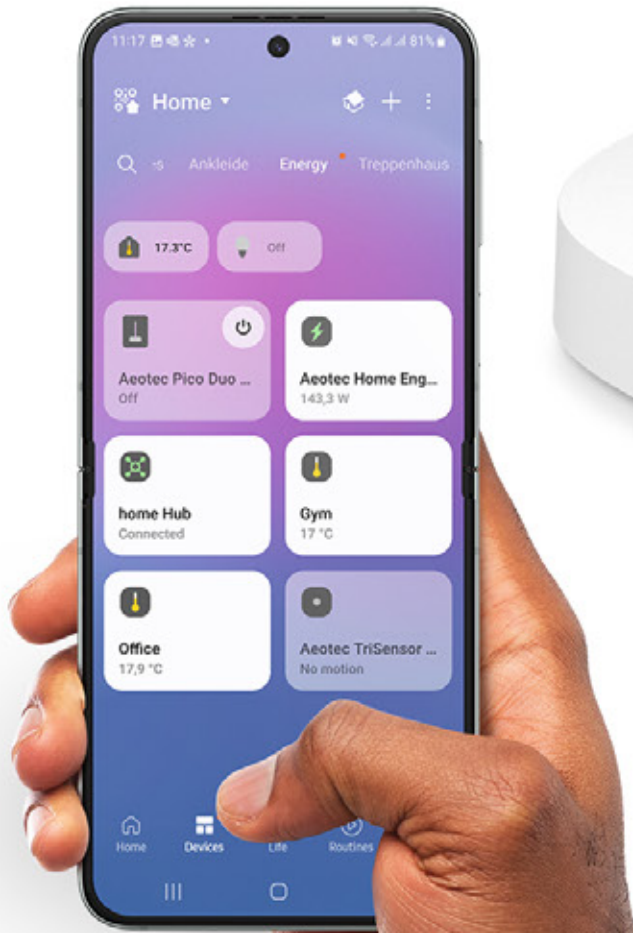 11:17
81%
Home
Ankleide Energy Treppenhaus
17.3°C Off
Aeotec Pico Duo ...
Off
Aeotec Home Eng...
143,3 W
home Hub
Connected
Gym
17 °C
Office
17,9 °C
Aeotec TriSensor ...
No motion
Home Devices Life Routines